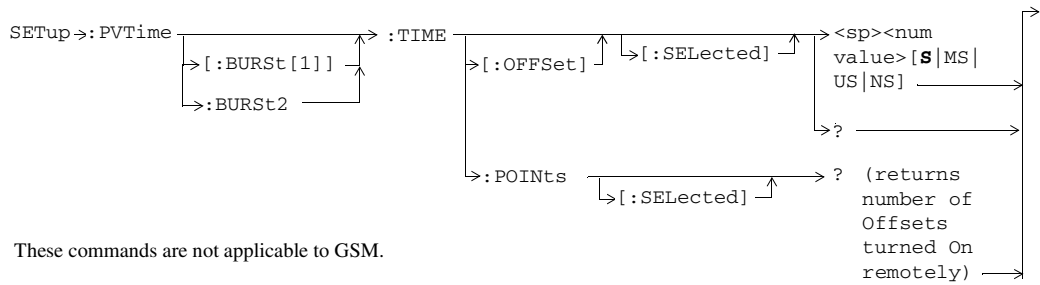 SETup :PVTime :TIME <sp><num
value>[S|MS|
US|NS]
[:BURSt[1]]
:BURSt2
[:OFFSet] [:SELected]
?
:POINts ? (returns
number of
Offsets
turned On
remotely)
[:SELected]
These commands are not applicable to GSM.